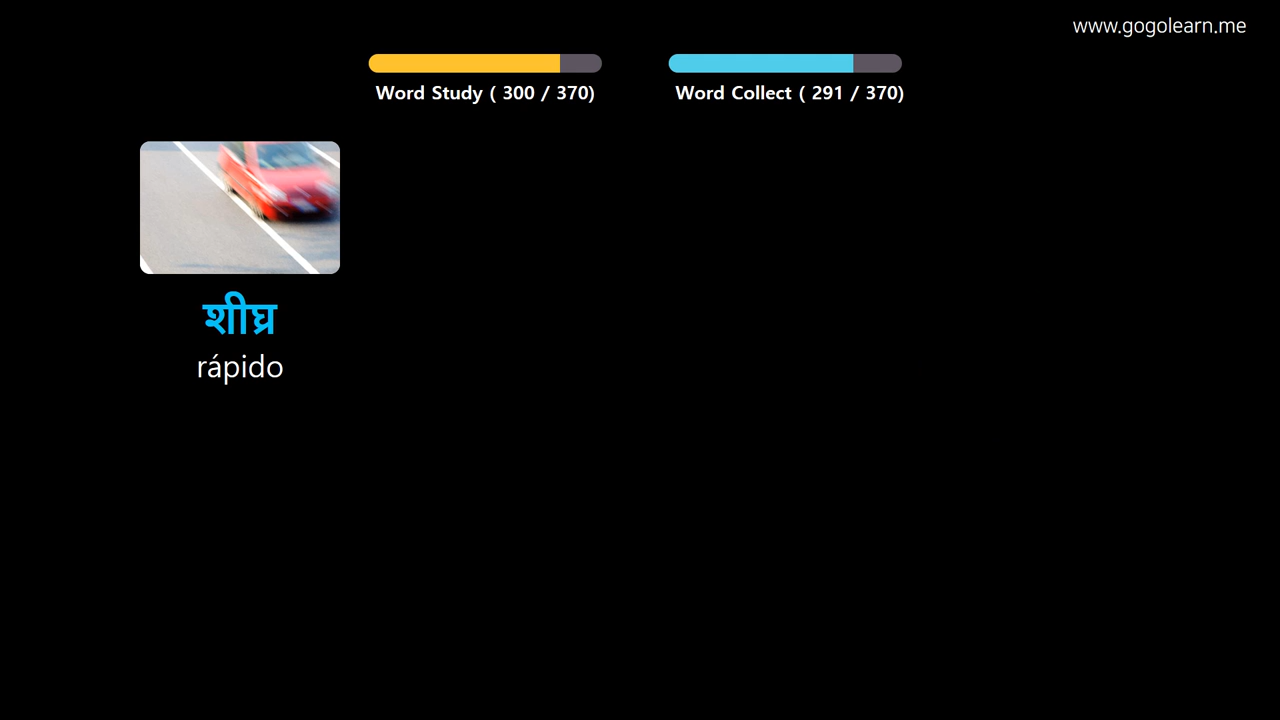 www.gogolearn.me
Word Study ( 300 / 370)
Word Collect ( 291 / 370)
शीघ्र
rápido